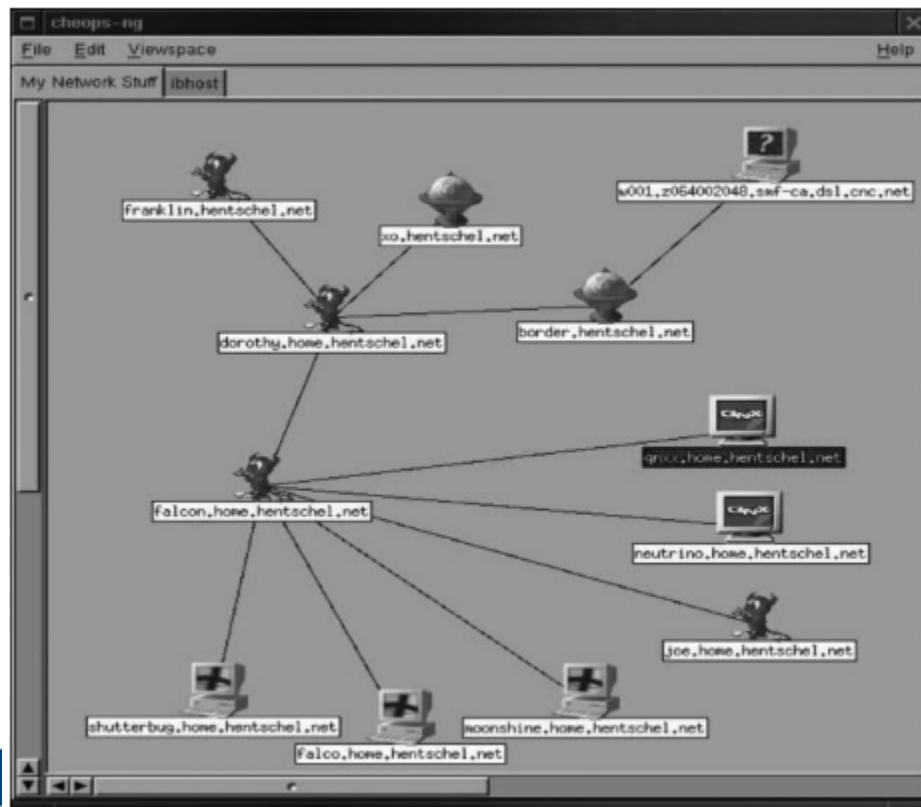 cheops-ng
File Edit Viewspace Help
My Network Stuff ibhost
franklin.hentschel.net
xo.hentschel.net
?
w001.z064002048.smf-ca.dsl.cnc.net
dorothy.home.hentschel.net
border.hentschel.net
qnxx.home.hentschel.net
falcon.home.hentschel.net
neutrino.home.hentschel.net
joe.home.hentschel.net
shutterbug.home.hentschel.net
falco.home.hentschel.net
moonshine.home.hentschel.net